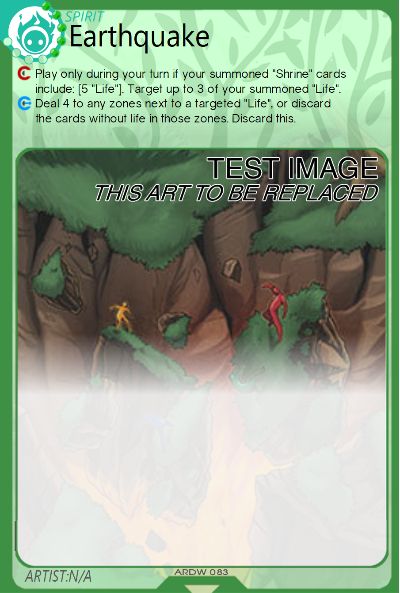 SPIRIT
Earthquake
C Play only during your turn if your summoned "Shrine" cards
include: [5 "Life"]. Target up to 3 of your summoned "Life".
Deal 4 to any zones next to a targeted "Life", or discard
the cards without life in those zones. Discard this.
TEST IMAGE
THIS ART TO BE REPLACED
ARTIST:N/A
ARDW 083